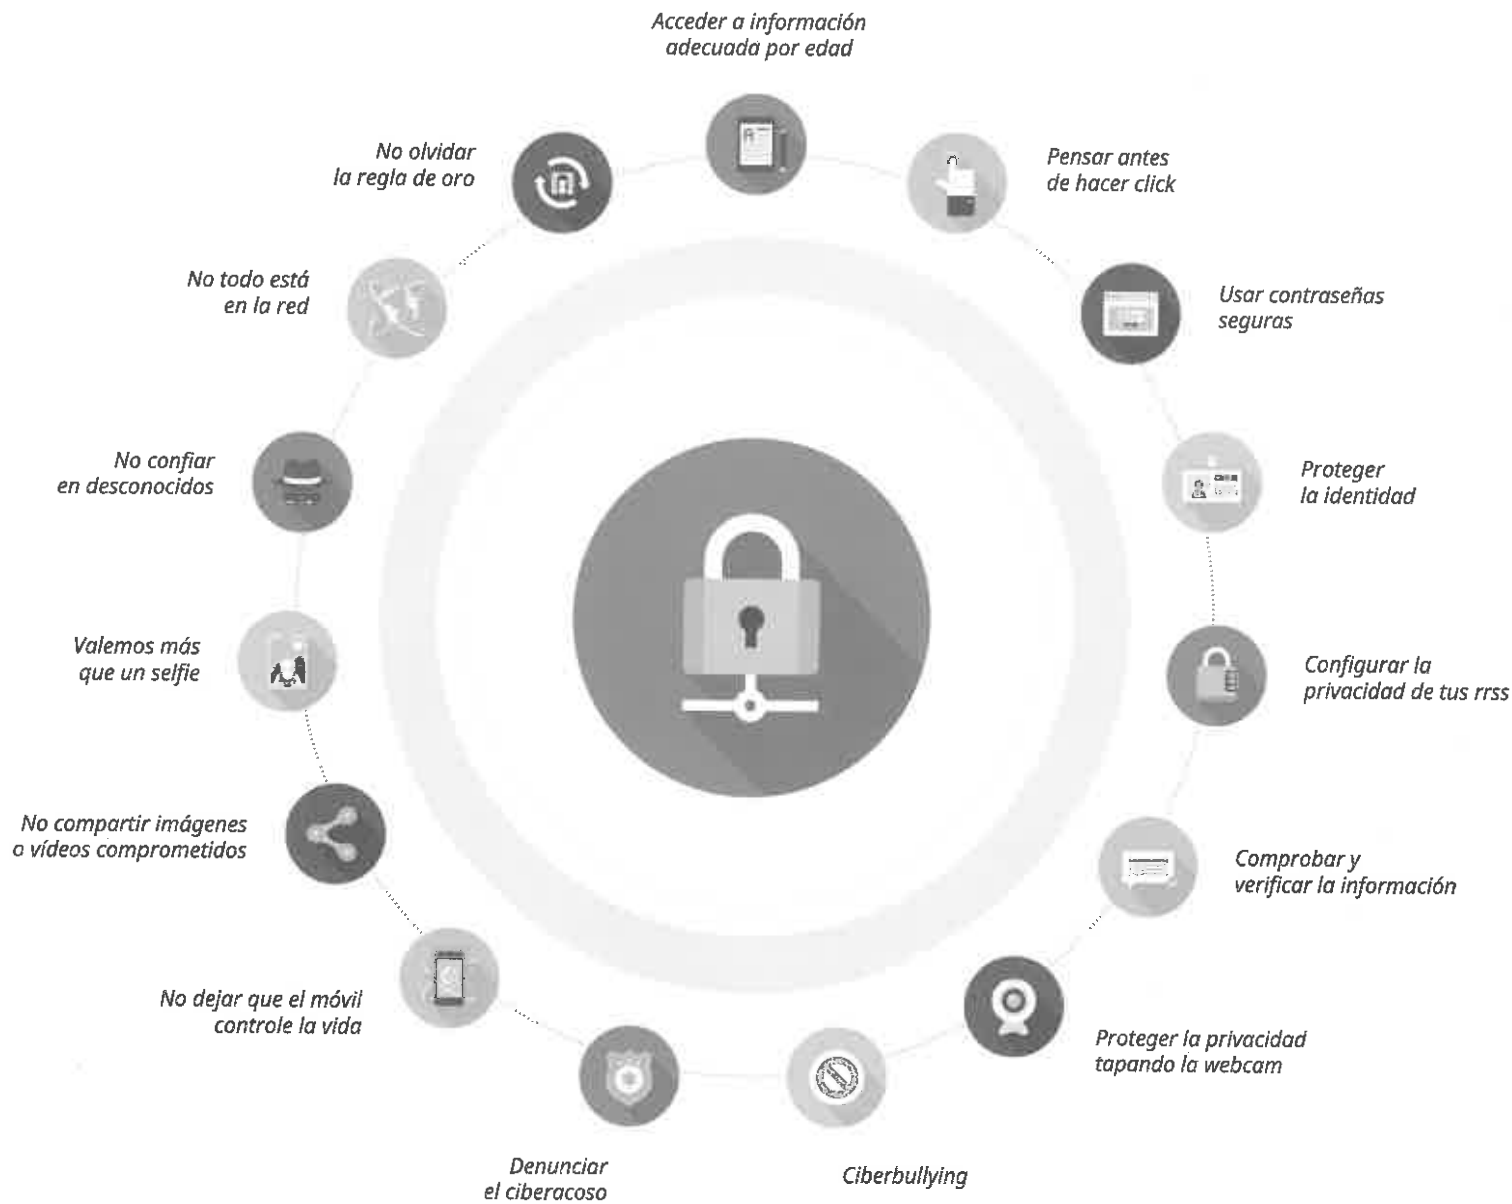 Acceder a información
adecuada por edad
Pensar antes
de hacer click
Usar contraseñas
seguras
Proteger
la identidad
Configurar la
privacidad de tus rrss
Comprobar y
verificar la información
Proteger la privacidad
tapando la webcam
Ciberbullying
Denunciar
el ciberacoso
No dejar que el móvil
controle la vida
No compartir imágenes
o vídeos comprometidos
Valemos más
que un selfie
No confiar
en desconocidos
No todo está
en la red
No olvidar
la regla de oro